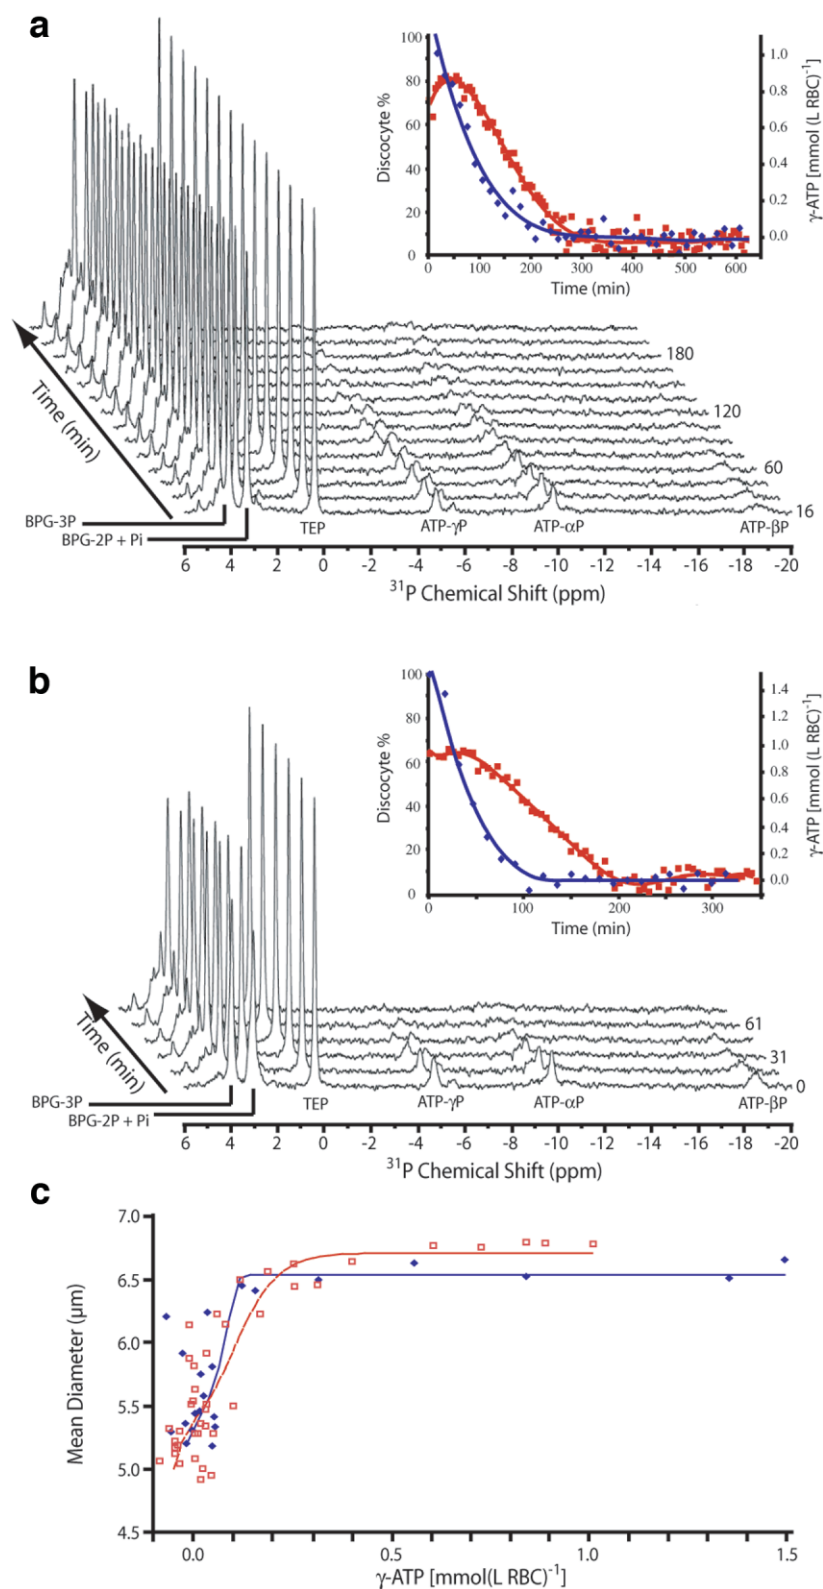 a
100
80
60
40
20
0
Discocyte %
1.0
0.8
0.6
0.4
0.2
0.0
γ-ATP [mmol (L RBC)⁻¹]
0 100 200 300 400 500 600
Time (min)
180
120
60
16
Time (min)
BPG-3P
BPG-2P + Pi
TEP
ATP-γP
ATP-αP
ATP-βP
6 4 2 0 -2 -4 -6 -8 -10 -12 -14 -16 -18 -20
³¹P Chemical Shift (ppm)
b
100
80
60
40
20
0
Discocyte %
1.4
1.2
1.0
0.8
0.6
0.4
0.2
0.0
γ-ATP [mmol (L RBC)⁻¹]
0 100 200 300
Time (min)
61
31
0
Time (min)
BPG-3P
BPG-2P + Pi
TEP
ATP-γP
ATP-αP
ATP-βP
6 4 2 0 -2 -4 -6 -8 -10 -12 -14 -16 -18 -20
³¹P Chemical Shift (ppm)
c
7.0
6.5
6.0
5.5
5.0
4.5
Mean Diameter (μm)
0.0 0.5 1.0 1.5
γ-ATP [mmol(L RBC)⁻¹]